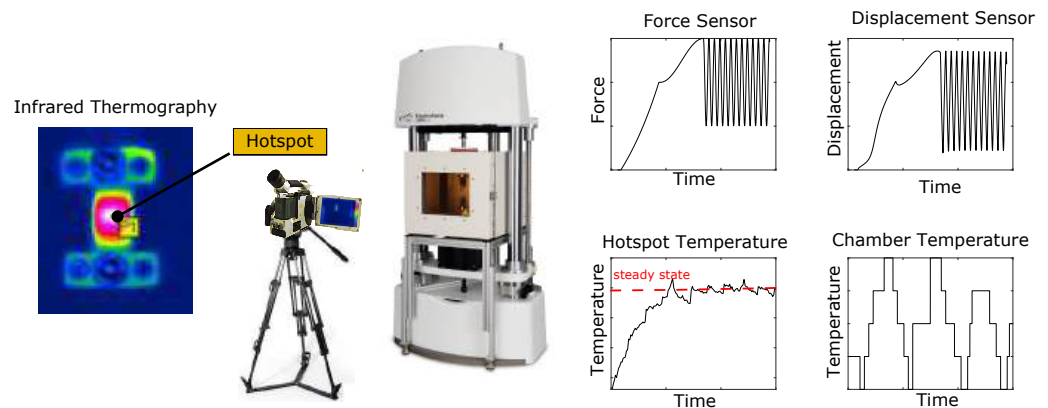 Infrared Thermography
Hotspot
Force Sensor
Force
Time
Displacement Sensor
Displacement
Time
Hotspot Temperature
steady state
Temperature
Time
Chamber Temperature
Temperature
Time